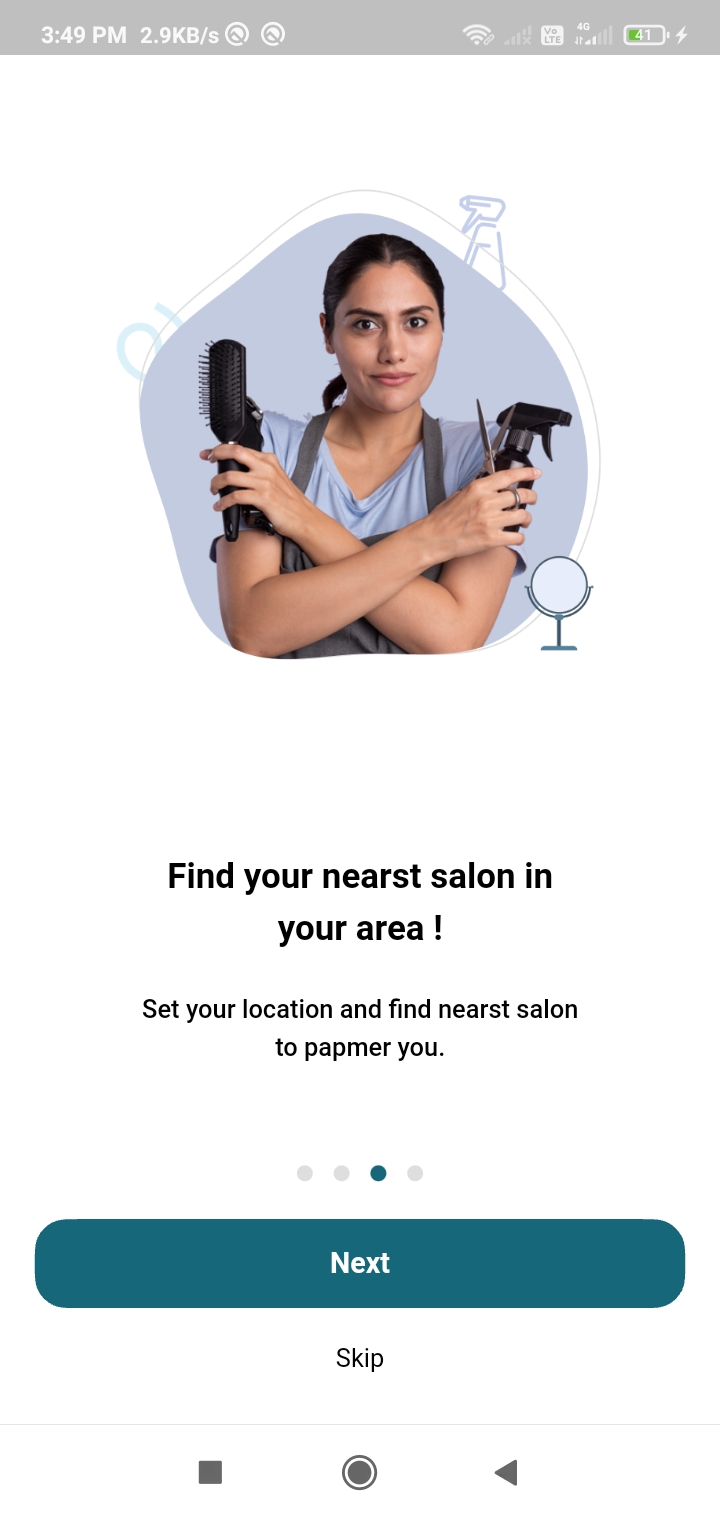 3:49 PM 2.9KB/s Vo LTE 4G 41
Find your nearst salon in
your area !
Set your location and find nearst salon
to papmer you.
Next
Skip